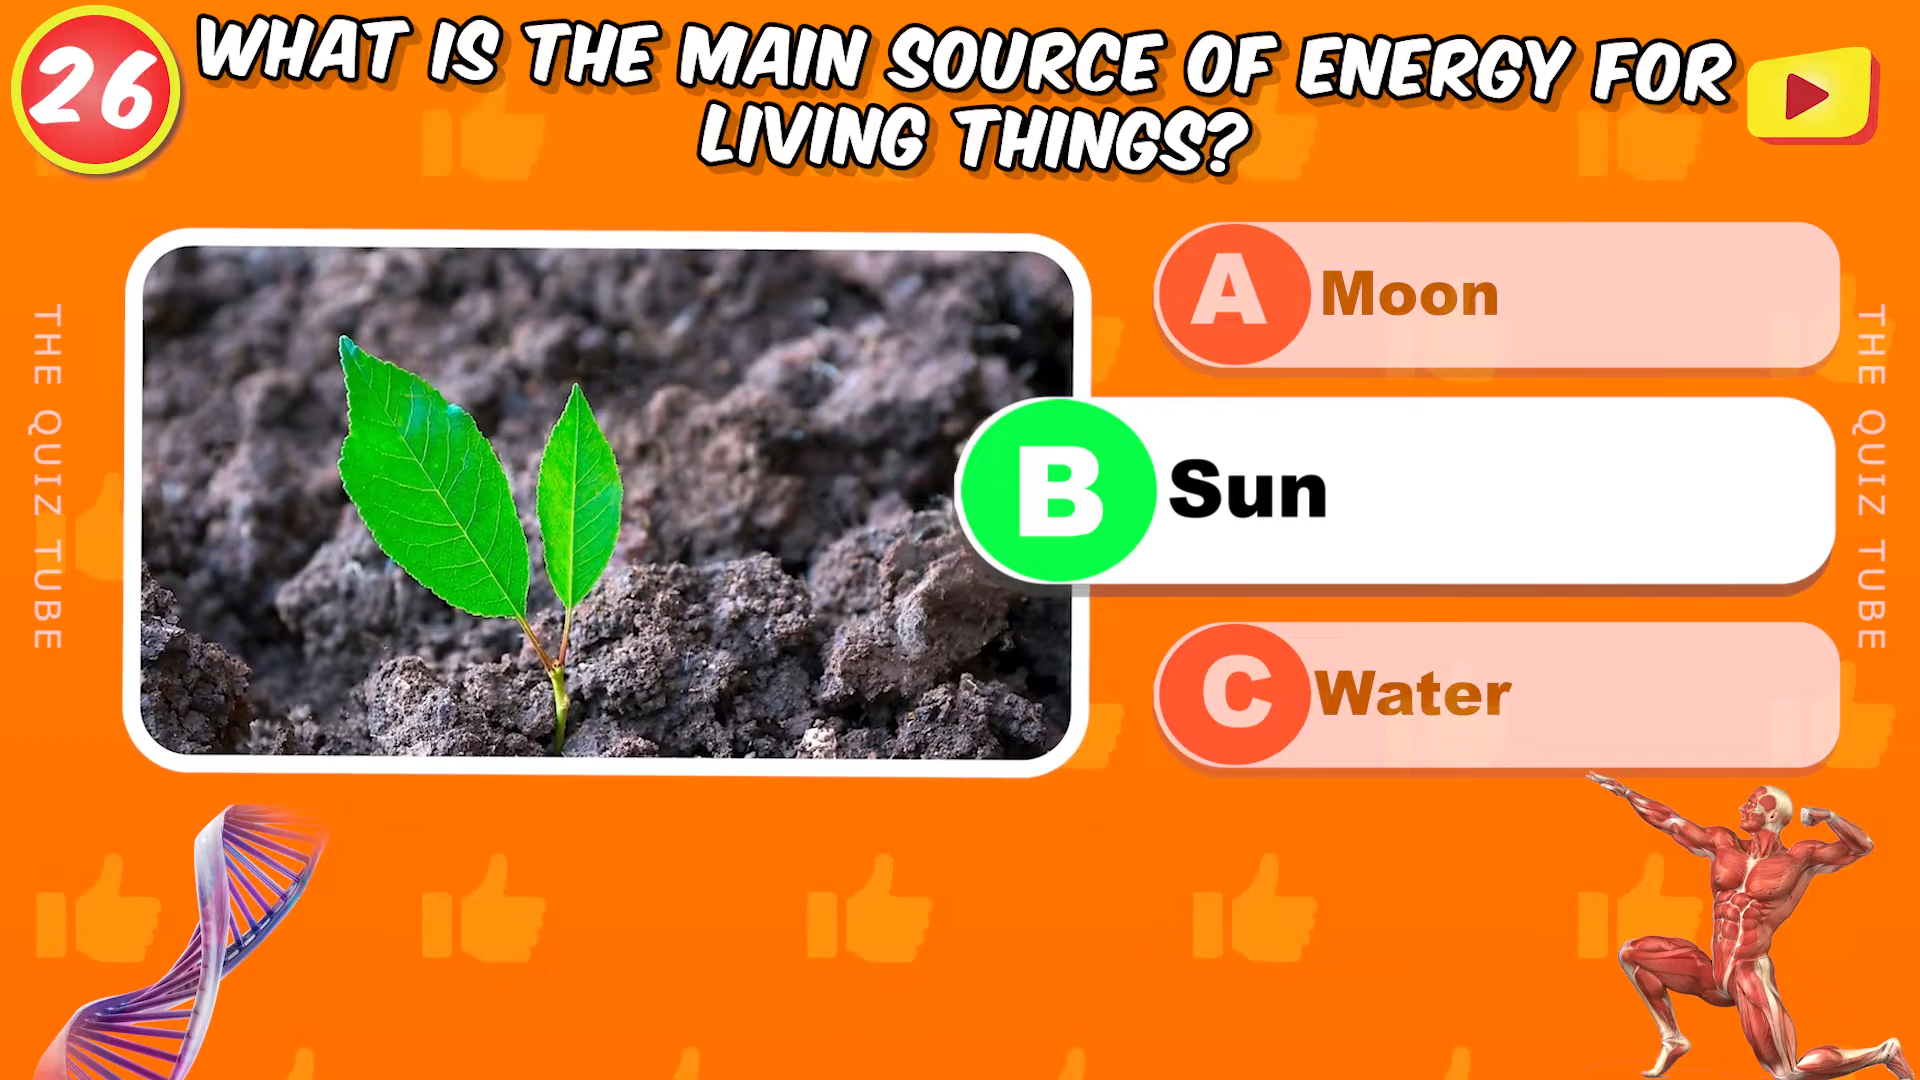 26
WHAT IS THE MAIN SOURCE OF ENERGY FOR
LIVING THINGS?
THE QUIZ TUBE
A Moon
B Sun
C Water
THE QUIZ TUBE